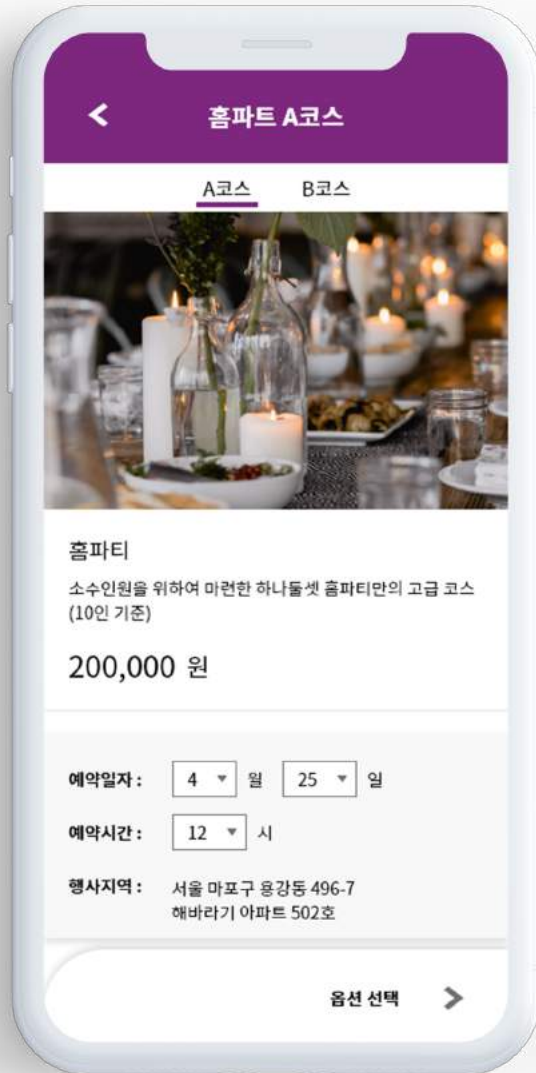 홈파트 A코스
A코스 B코스
홈파티
소수인원을 위하여 마련한 하나둘셋 홈파티만의 고급 코스
(10인 기준)
200,000 원
예약일자 : 4 월 25 일
예약시간 : 12 시
행사지역 : 서울 마포구 용강동 496-7
해바라기 아파트 502호
옵션 선택